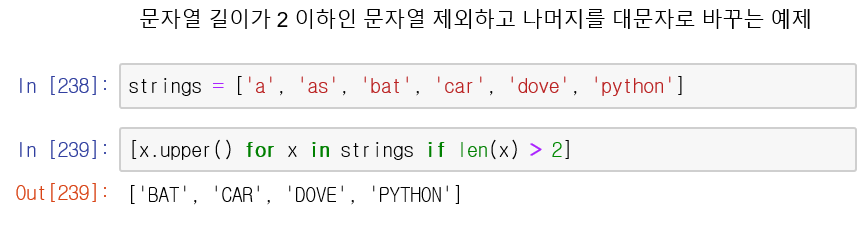 문자열 길이가 2 이하인 문자열 제외하고 나머지를 대문자로 바꾸는 예제
In [238]: strings = ['a', 'as', 'bat', 'car', 'dove', 'python']
In [239]: [x.upper() for x in strings if len(x) > 2]
Out[239]: ['BAT', 'CAR', 'DOVE', 'PYTHON']